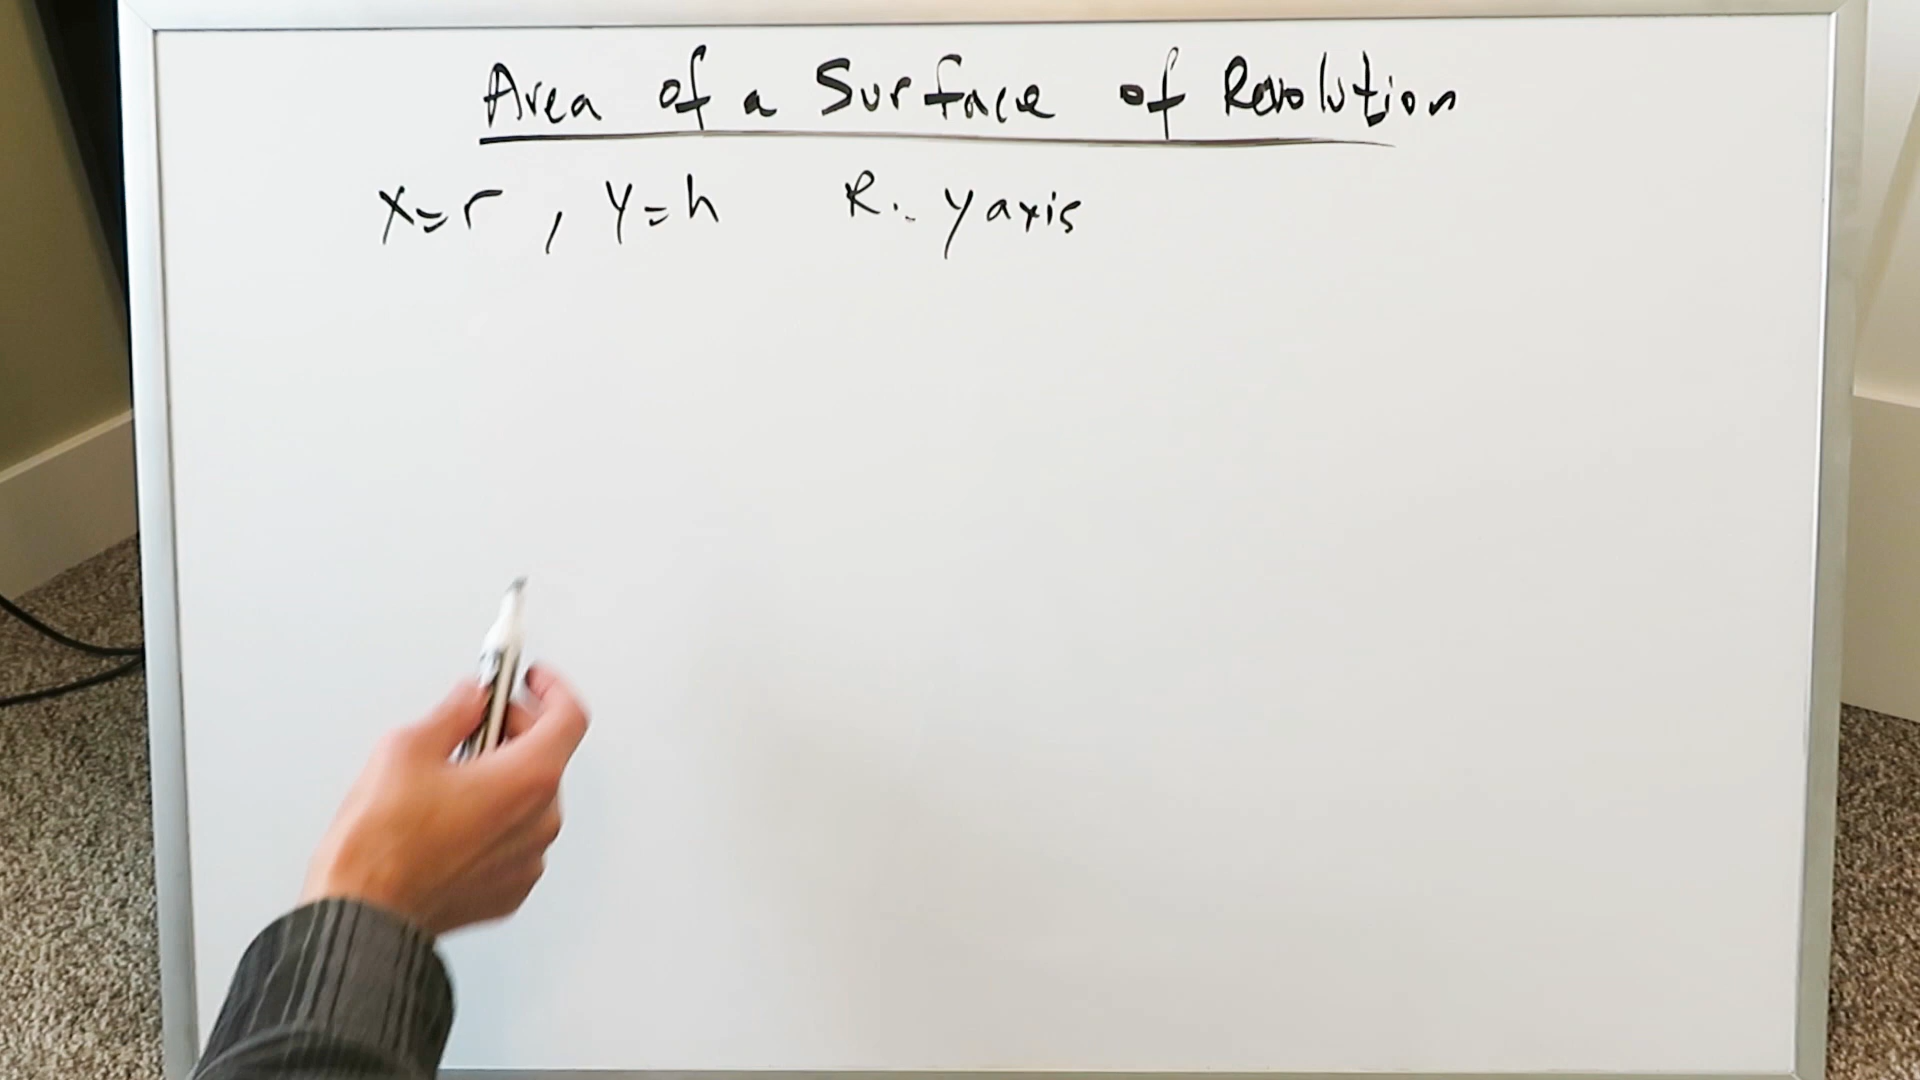 Area of a Surface of Revolution
x=r, y=h R: y axis